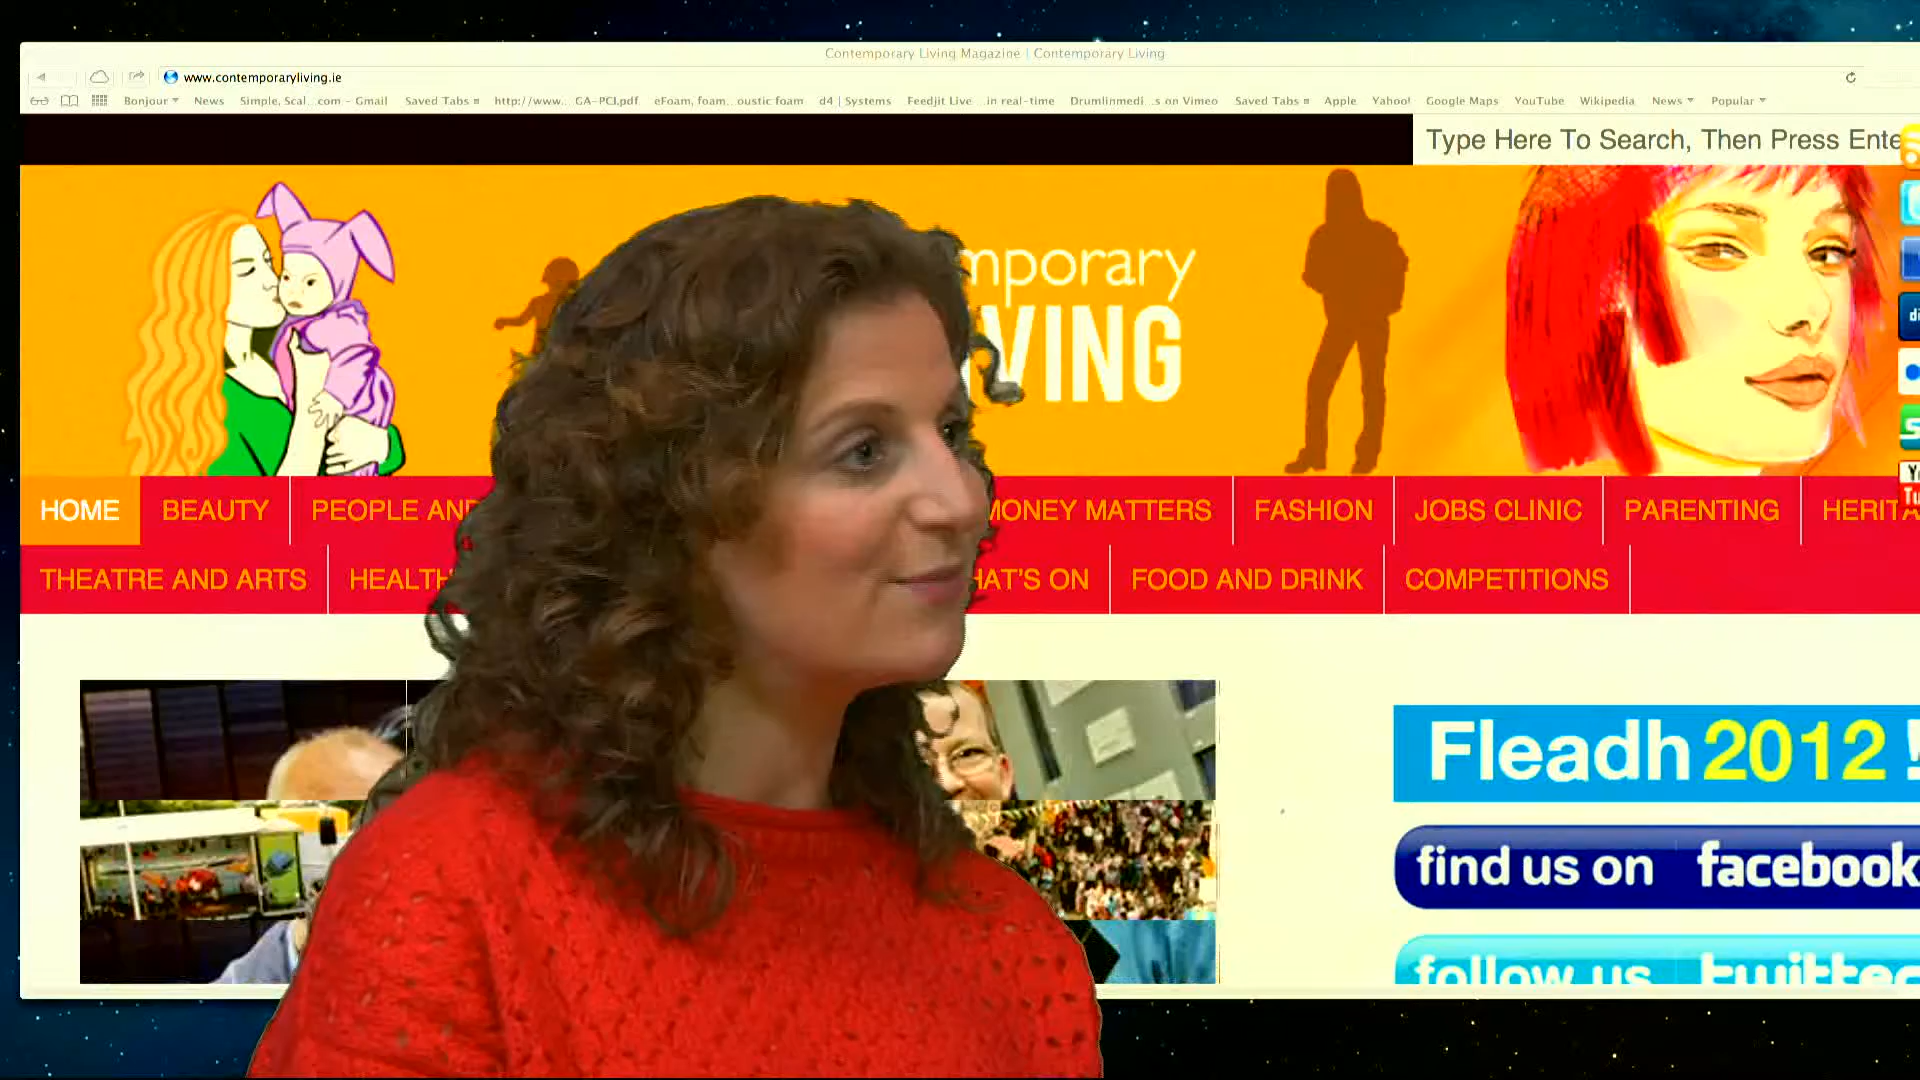 Contemporary Living Magazine | Contemporary Living
www.contemporaryliving.ie
Bonjour News Simple, Scal...com - Gmail Saved Tabs http://www... GA-PCI.pdf eFoam, foam...oustic foam d4 | Systems Feedjit Live ...in real-time Drumlinmedi...s on Vimeo Saved Tabs Apple Yahoo! Google Maps YouTube Wikipedia News Popular
Type Here To Search, Then Press Ente
mporary
VING
HOME BEAUTY PEOPLE AND MONEY MATTERS FASHION JOBS CLINIC PARENTING HERITA
THEATRE AND ARTS HEALTH HAT'S ON FOOD AND DRINK COMPETITIONS
Fleadh 2012 !
find us on facebook
follow us twitter